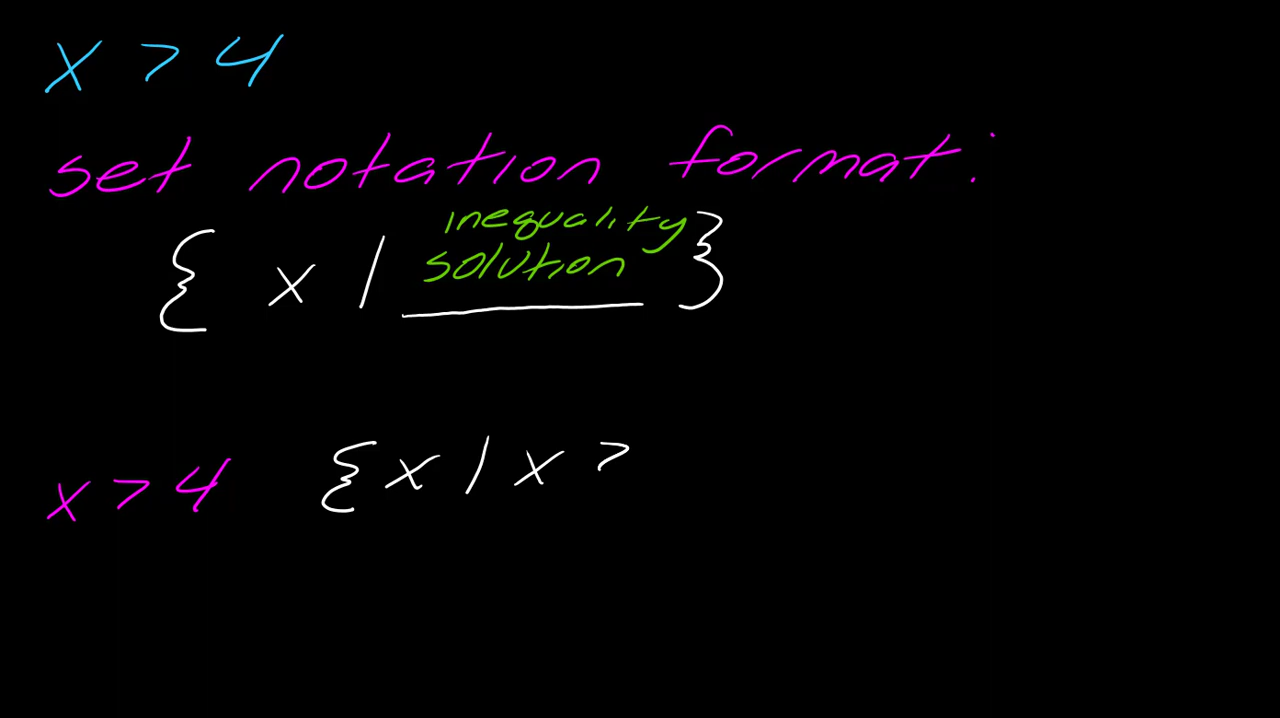 x > 4
set notation format:
{ x | inequality
solution }
x > 4 {x | x >